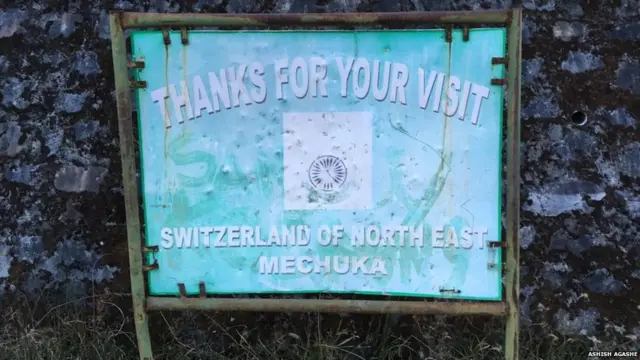 THANKS FOR YOUR VISIT
SWITZERLAND OF NORTH EAST
MECHUKA
ASHISH AGASHE